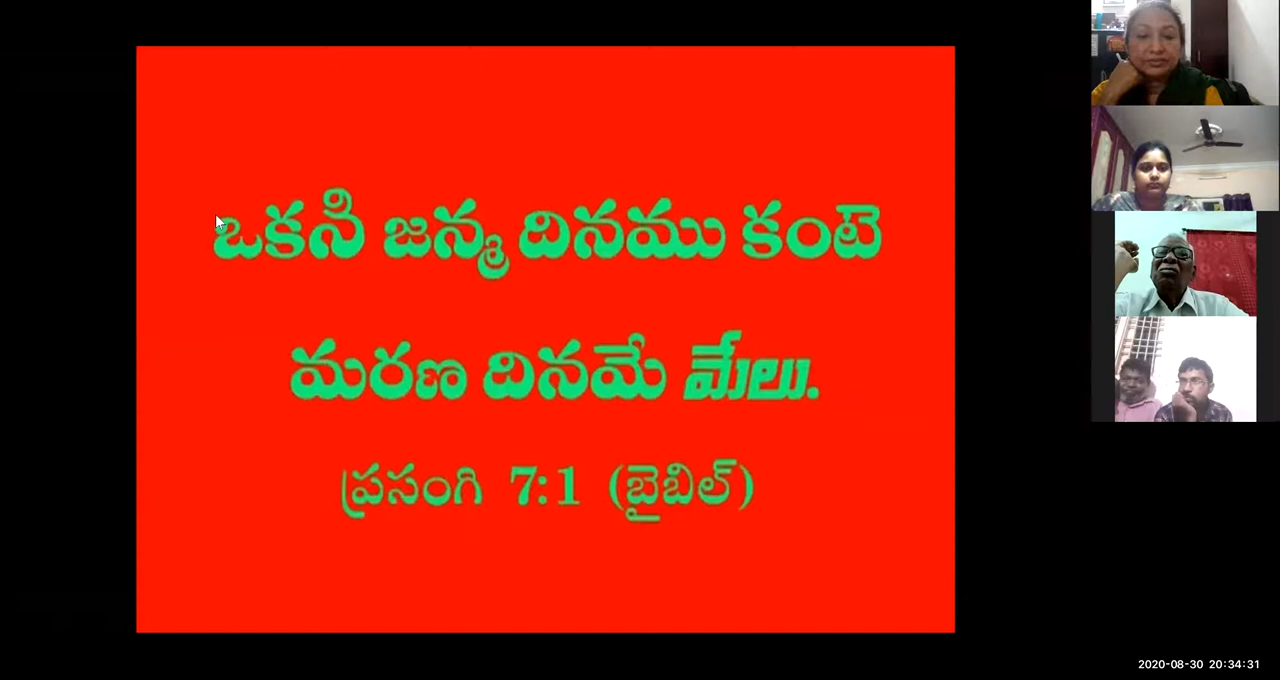 ఒకని జన్మ దినము కంటె
మరణ దినమే మేలు.
ప్రసంగి 7:1 (బైబిల్)
2020-08-30 20:34:31